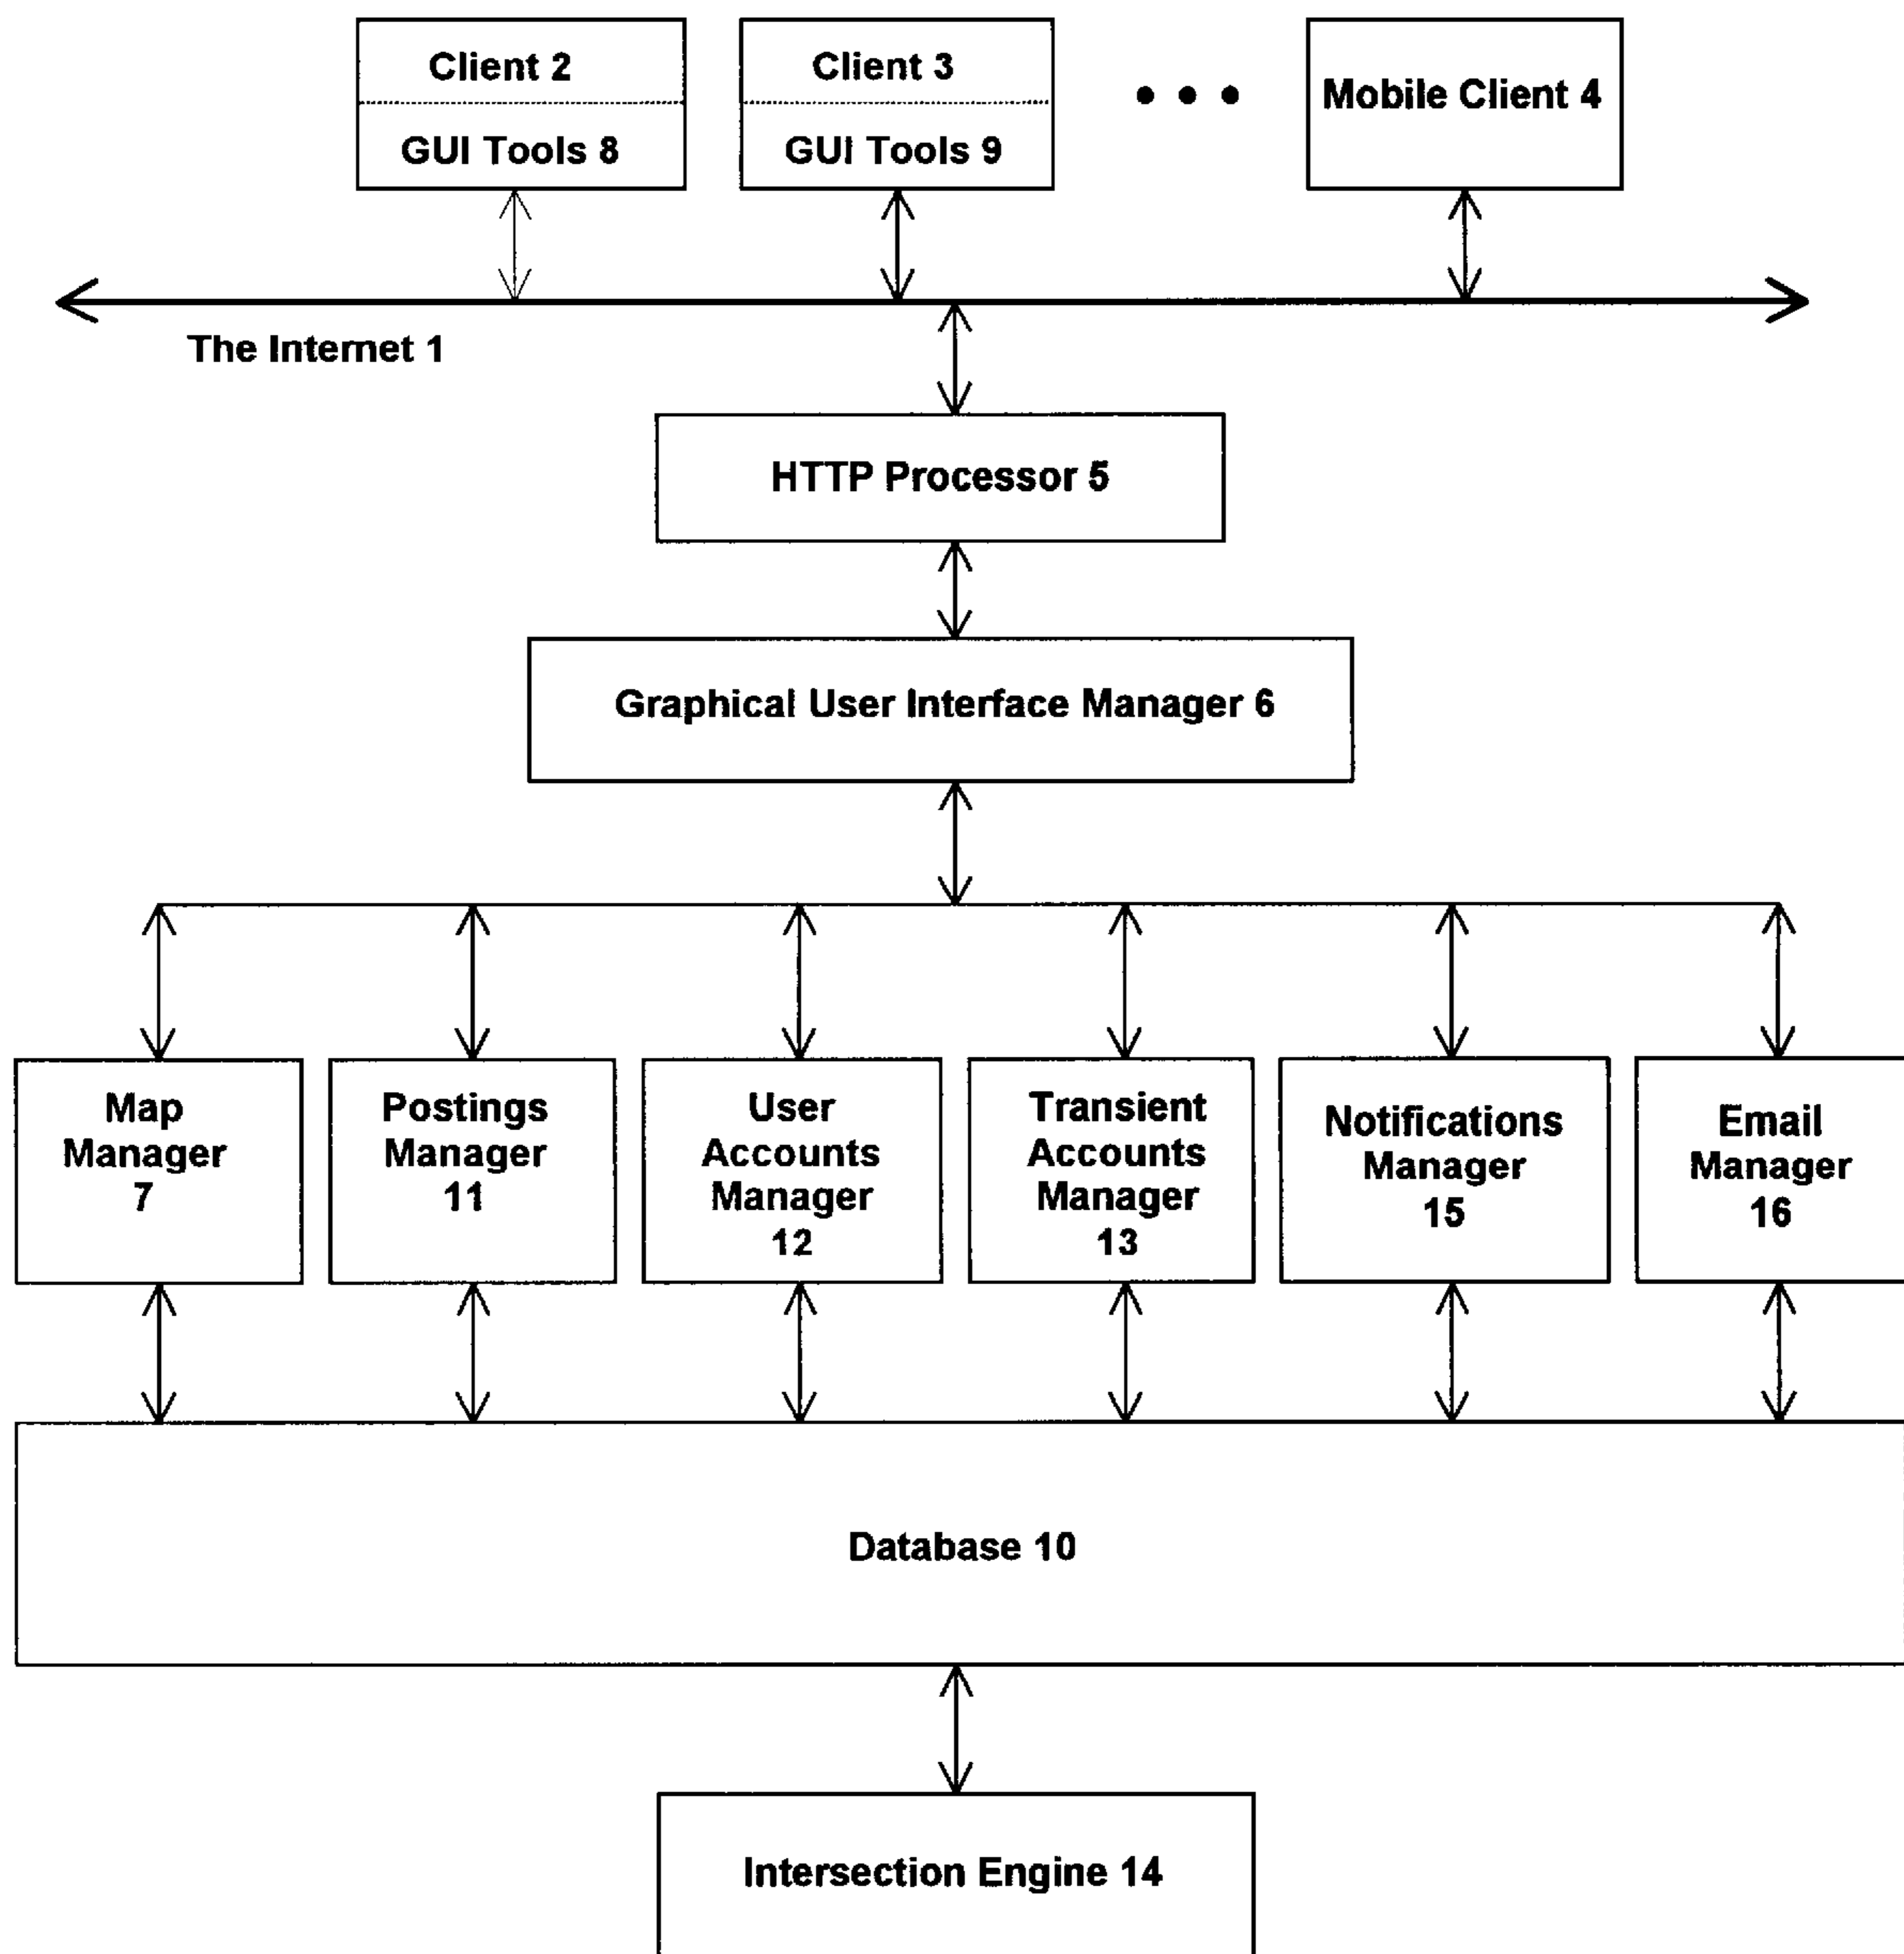 Client 2
GUI Tools 8
Client 3
GUI Tools 9
Mobile Client 4
The Internet 1
HTTP Processor 5
Graphical User Interface Manager 6
Map
Manager
7
Postings
Manager
11
User
Accounts
Manager
12
Transient
Accounts
Manager
13
Notifications
Manager
15
Email
Manager
16
Database 10
Intersection Engine 14